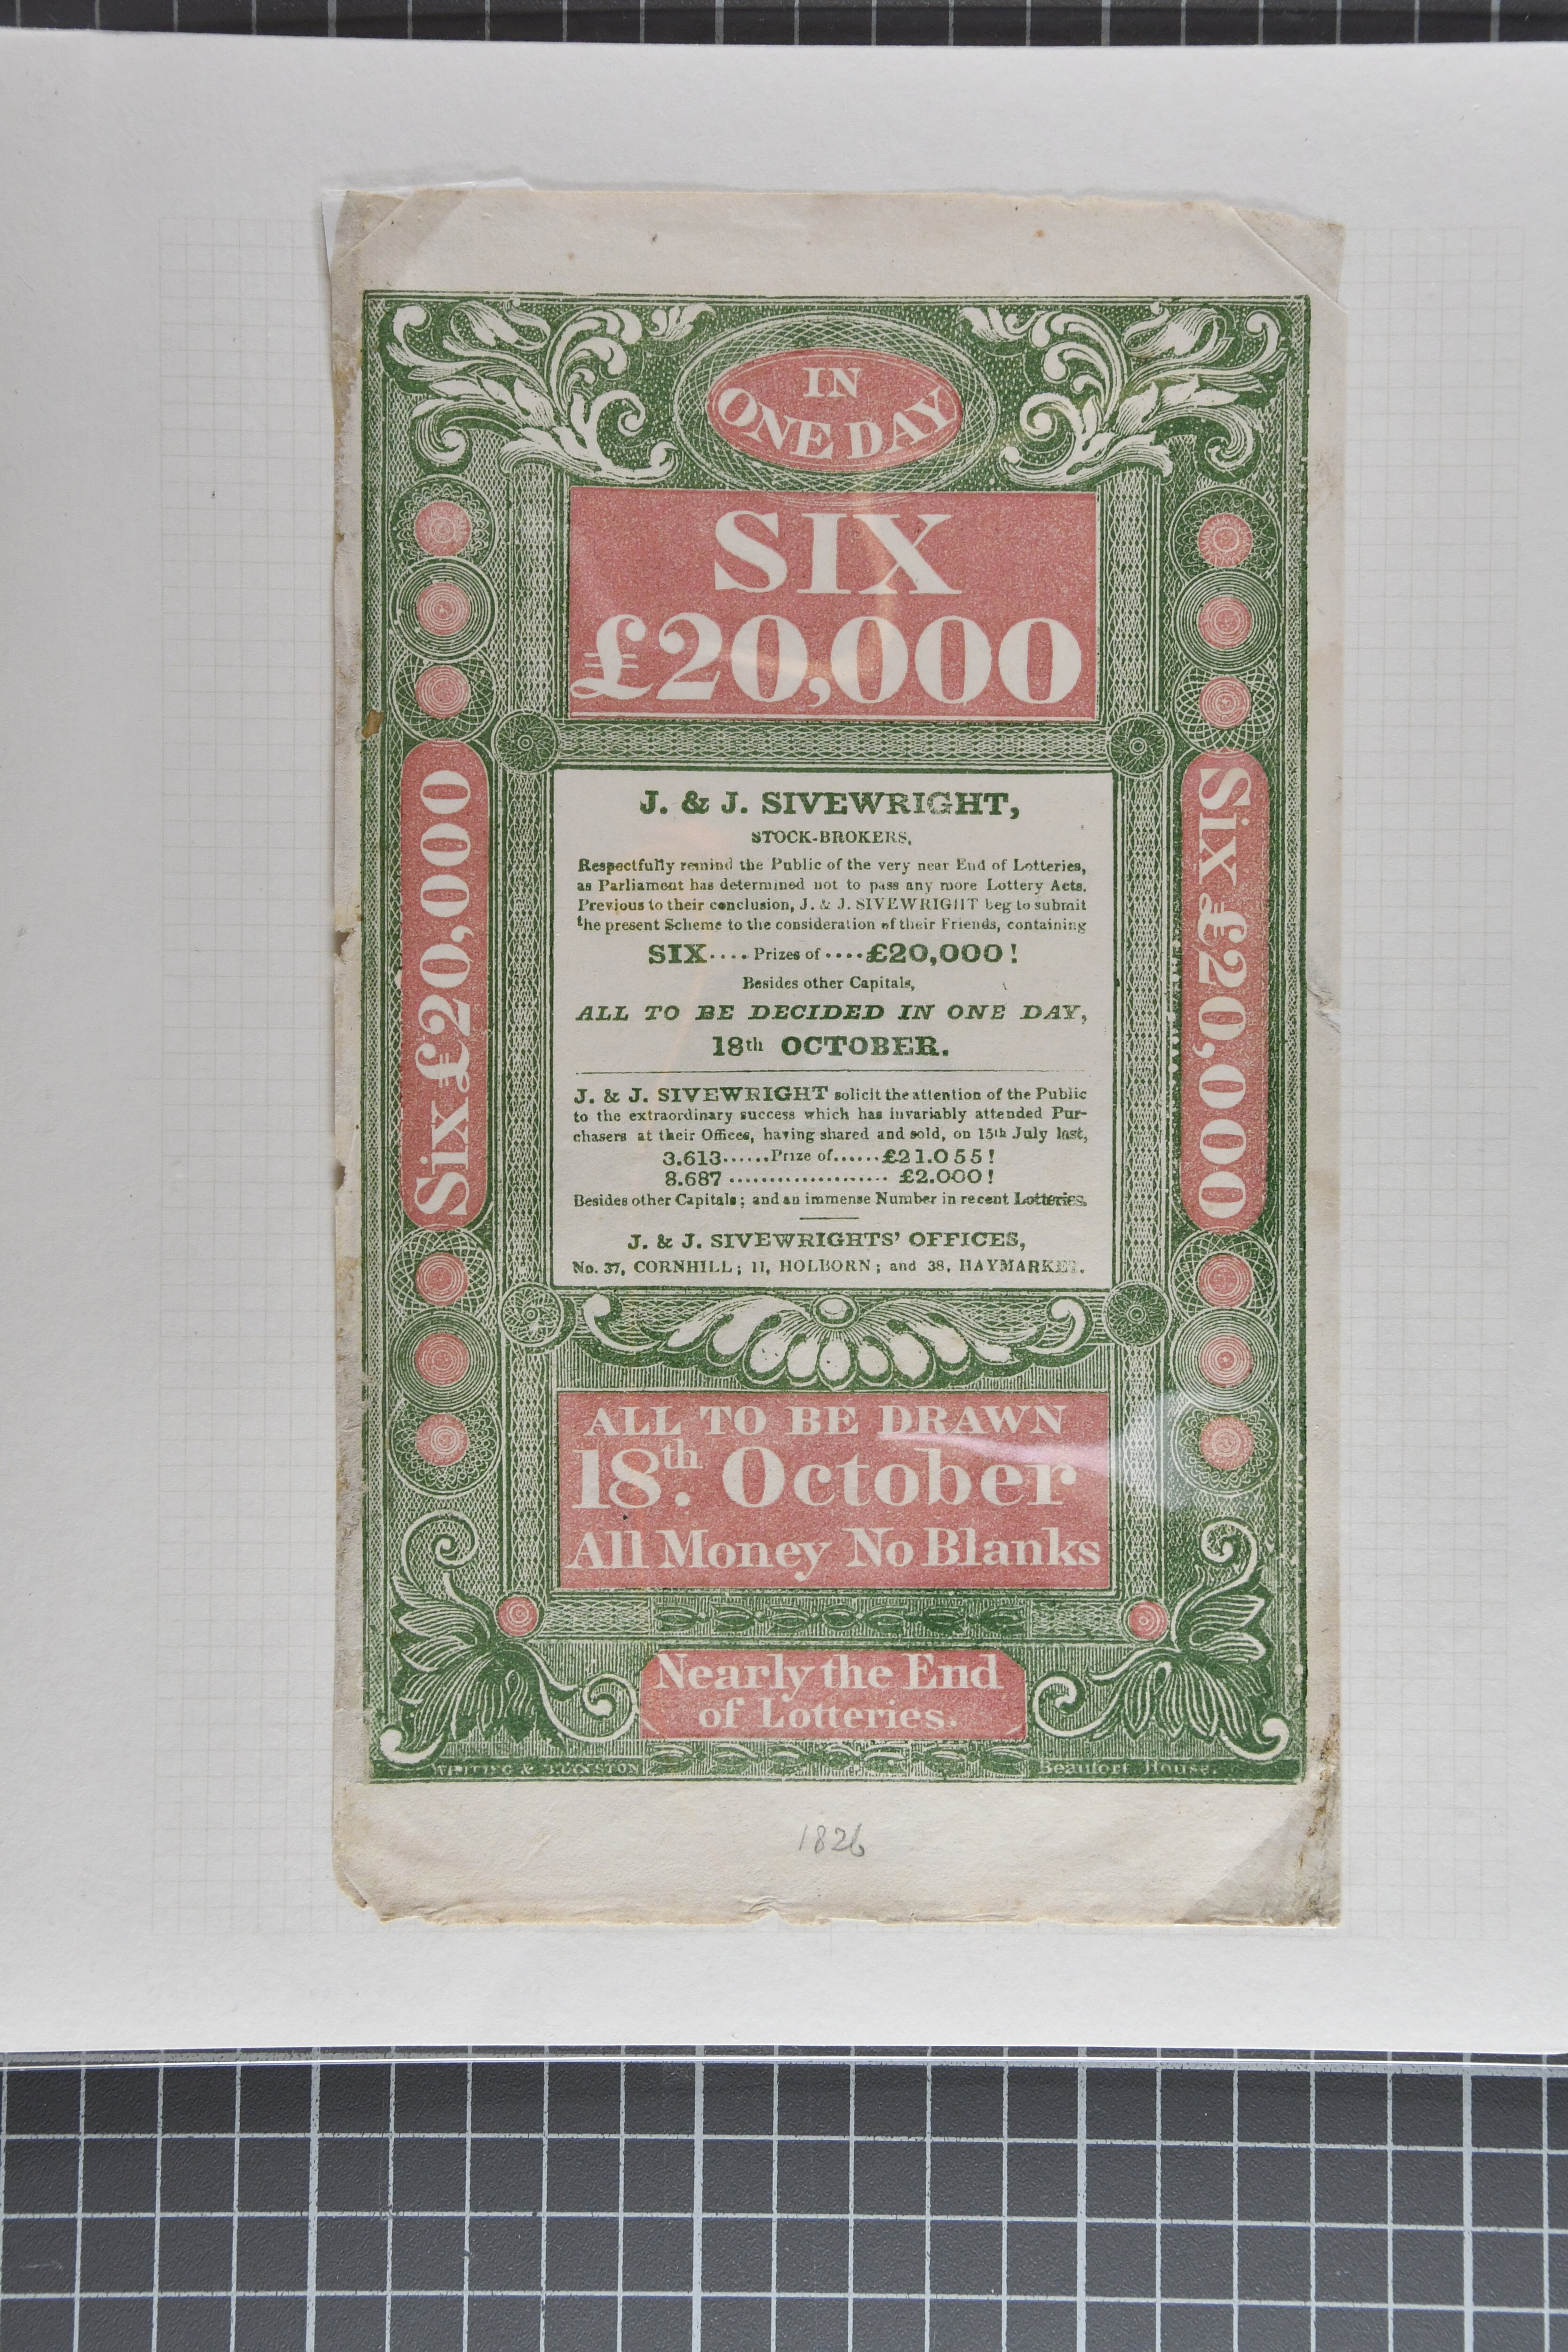 IN
ONE DAY
SIX
£20,000
Six £20,000
Six £20,000
J. & J. SIVEWRIGHT,
STOCK-BROKERS,
Respectfully remind the Public of the very near End of Lotteries,
as Parliament has determined not to pass any more Lottery Acts.
Previous to their conclusion, J. & J. SIVEWRIGHT beg to submit
the present Scheme to the consideration of their Friends, containing
SIX....Prizes of....£20,000!
Besides other Capitals,
ALL TO BE DECIDED IN ONE DAY,
18th OCTOBER.
J. & J. SIVEWRIGHT solicit the attention of the Public
to the extraordinary success which has invariably attended Pur-
chasers at their Offices, having shared and sold, on 15th July last,
3.613......Prize of......£21.055!
8.687 .................... £2.000!
Besides other Capitals; and an immense Number in recent Lotteries.
J. & J. SIVEWRIGHTS' OFFICES,
No. 37, CORNHILL; 11, HOLBORN; and 38, HAYMARKET.
ALL TO BE DRAWN
18th. October
All Money No Blanks
Nearly the End
of Lotteries.
WHITING & BRANSTON Beaufort House.
1826